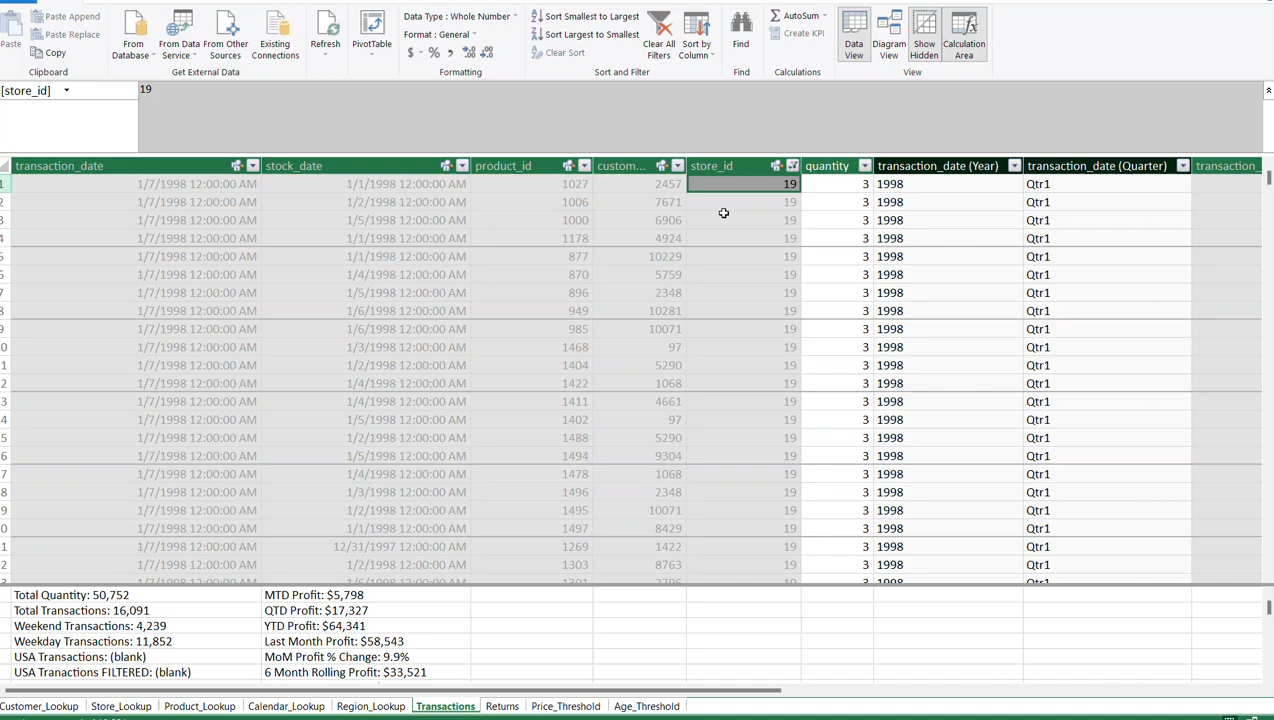 Paste
Paste Append
Paste Replace
Copy
Clipboard
From Database
From Data Service
From Other Sources
Existing Connections
Get External Data
Refresh
PivotTable
Data Type : Whole Number
Format : General
$ % ,
Formatting
Sort Smallest to Largest
Sort Largest to Smallest
Clear Sort
Clear All Filters
Sort by Column
Sort and Filter
Find
Find
AutoSum
Create KPI
Calculations
Data View
Diagram View
Show Hidden
Calculation Area
View
[store_id] 19
transaction_date stock_date product_id custom... store_id quantity transaction_date (Year) transaction_date (Quarter) transaction_
1/7/1998 12:00:00 AM 1/1/1998 12:00:00 AM 1027 2457 19 3 1998 Qtr1
1/7/1998 12:00:00 AM 1/2/1998 12:00:00 AM 1006 7671 19 3 1998 Qtr1
1/7/1998 12:00:00 AM 1/5/1998 12:00:00 AM 1000 6906 19 3 1998 Qtr1
1/7/1998 12:00:00 AM 1/1/1998 12:00:00 AM 1178 4924 19 3 1998 Qtr1
1/7/1998 12:00:00 AM 1/1/1998 12:00:00 AM 877 10229 19 3 1998 Qtr1
1/7/1998 12:00:00 AM 1/4/1998 12:00:00 AM 870 5759 19 3 1998 Qtr1
1/7/1998 12:00:00 AM 1/5/1998 12:00:00 AM 896 2348 19 3 1998 Qtr1
1/7/1998 12:00:00 AM 1/6/1998 12:00:00 AM 949 10281 19 3 1998 Qtr1
1/7/1998 12:00:00 AM 1/6/1998 12:00:00 AM 985 10071 19 3 1998 Qtr1
1/7/1998 12:00:00 AM 1/3/1998 12:00:00 AM 1468 97 19 3 1998 Qtr1
1/7/1998 12:00:00 AM 1/2/1998 12:00:00 AM 1404 5290 19 3 1998 Qtr1
1/7/1998 12:00:00 AM 1/4/1998 12:00:00 AM 1422 1068 19 3 1998 Qtr1
1/7/1998 12:00:00 AM 1/4/1998 12:00:00 AM 1411 4661 19 3 1998 Qtr1
1/7/1998 12:00:00 AM 1/5/1998 12:00:00 AM 1402 97 19 3 1998 Qtr1
1/7/1998 12:00:00 AM 1/2/1998 12:00:00 AM 1488 5290 19 3 1998 Qtr1
1/7/1998 12:00:00 AM 1/5/1998 12:00:00 AM 1494 9304 19 3 1998 Qtr1
1/7/1998 12:00:00 AM 1/4/1998 12:00:00 AM 1478 1068 19 3 1998 Qtr1
1/7/1998 12:00:00 AM 1/3/1998 12:00:00 AM 1496 2348 19 3 1998 Qtr1
1/7/1998 12:00:00 AM 1/2/1998 12:00:00 AM 1495 10071 19 3 1998 Qtr1
1/7/1998 12:00:00 AM 1/1/1998 12:00:00 AM 1497 8429 19 3 1998 Qtr1
1/7/1998 12:00:00 AM 12/31/1997 12:00:00 AM 1269 1422 19 3 1998 Qtr1
1/7/1998 12:00:00 AM 1/2/1998 12:00:00 AM 1303 8763 19 3 1998 Qtr1
Total Quantity: 50,752 MTD Profit: $5,798
Total Transactions: 16,091 QTD Profit: $17,327
Weekend Transactions: 4,239 YTD Profit: $64,341
Weekday Transactions: 11,852 Last Month Profit: $58,543
USA Transactions: (blank) MoM Profit % Change: 9.9%
USA Tranactions FILTERED: (blank) 6 Month Rolling Profit: $33,521
Customer_Lookup Store_Lookup Product_Lookup Calendar_Lookup Region_Lookup Transactions Returns Price_Threshold Age_Threshold